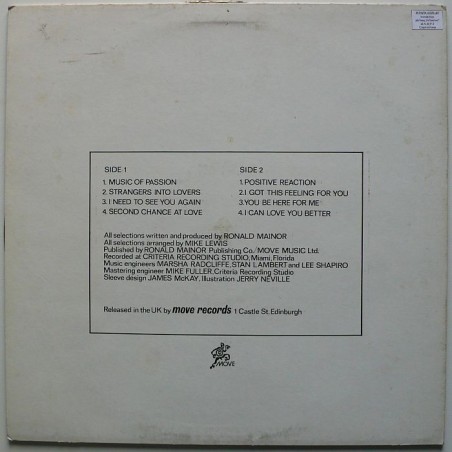 SIDE 1
1. MUSIC OF PASSION
2. STRANGERS INTO LOVERS
3. I NEED TO SEE YOU AGAIN
4. SECOND CHANCE AT LOVE
SIDE 2
1. POSITIVE REACTION
2. I GOT THIS FEELING FOR YOU
3. YOU BE HERE FOR ME
4. I CAN LOVE YOU BETTER
All selections written and produced by RONALD MAINOR
All selections arranged by MIKE LEWIS
Published by RONALD MAINOR Publishing Co./MOVE MUSIC Ltd.
Recorded at CRITERIA RECORDING STUDIO, Miami, Florida
Music engineers MARSHA RADCLIFFE, STAN LAMBERT and LEE SHAPIRO
Mastering engineer MIKE FULLER, Criteria Recording Studio
Sleeve design JAMES McKAY. Illustration JERRY NEVILLE
Released in the UK by move records 1 Castle St. Edinburgh
MOVE